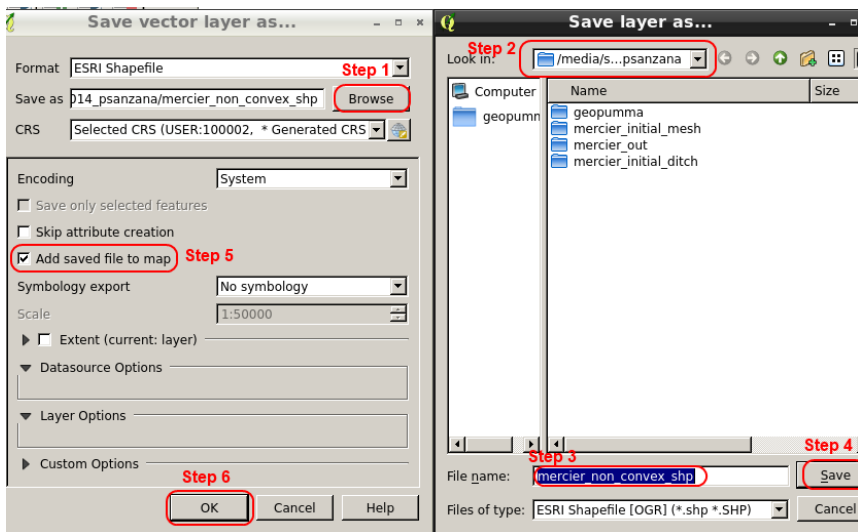 Save vector layer as...
Format ESRI Shapefile Step 1
Save as 014_psanzana/mercier_non_convex_shp Browse
CRS Selected CRS (USER:100002, * Generated CRS
Encoding System
Save only selected features
Skip attribute creation
Add saved file to map Step 5
Symbology export No symbology
Scale 1:50000
Extent (current: layer)
Datasource Options
Layer Options
Custom Options
Step 6
OK Cancel Help
Save layer as...
Step 2
Look in: /media/s...psanzana
Computer
geopumm
Name Size
geopumma
mercier_initial_mesh
mercier_out
mercier_initial_ditch
Step 3 Step 4
File name: mercier_non_convex_shp Save
Files of type: ESRI Shapefile [OGR] (*.shp *.SHP) Cancel